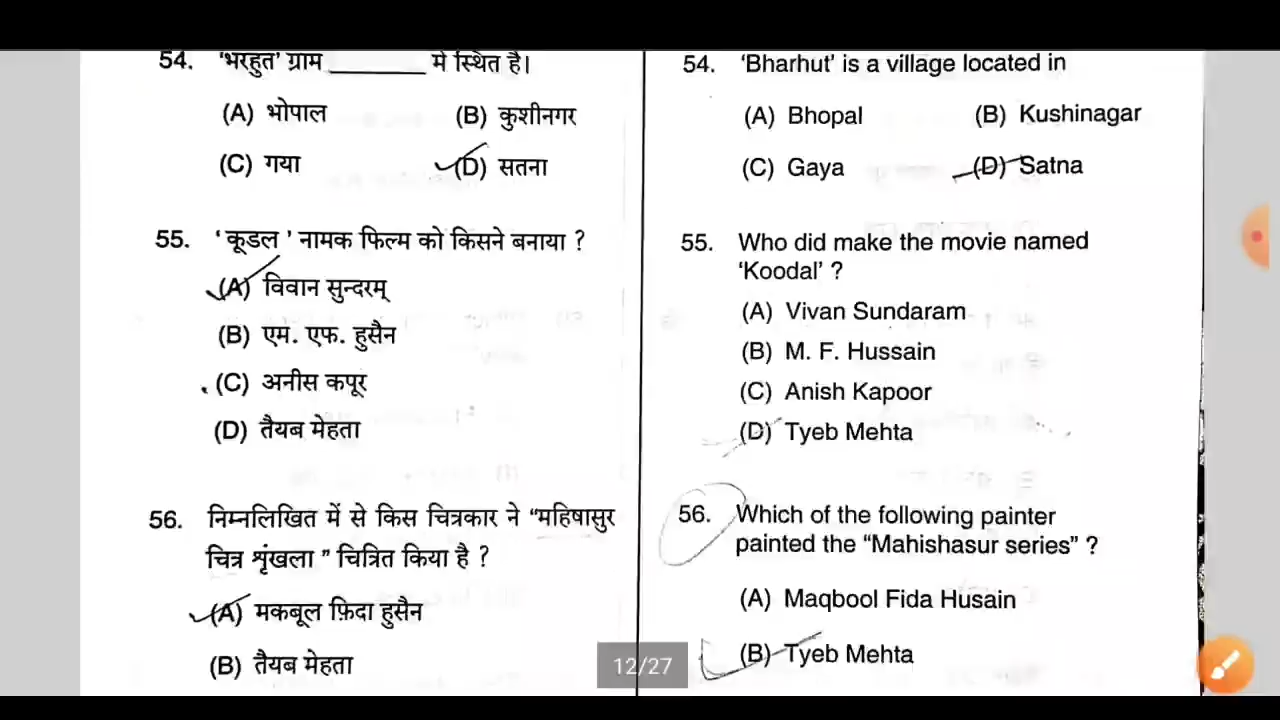 54. 'भरहुत' ग्राम ________ में स्थित है।
(A) भोपाल (B) कुशीनगर
(C) गया (D) सतना
55. ' कूडल ' नामक फिल्म को किसने बनाया ?
(A) विवान सुन्दरम्
(B) एम. एफ. हुसैन
(C) अनीस कपूर
(D) तैयब मेहता
56. निम्नलिखित में से किस चित्रकार ने "महिषासुर
चित्र श्रृंखला " चित्रित किया है ?
(A) मकबूल फ़िदा हुसैन
(B) तैयब मेहता
54. 'Bharhut' is a village located in
(A) Bhopal (B) Kushinagar
(C) Gaya (D) Satna
55. Who did make the movie named
'Koodal' ?
(A) Vivan Sundaram
(B) M. F. Hussain
(C) Anish Kapoor
(D) Tyeb Mehta
56. Which of the following painter
painted the "Mahishasur series" ?
(A) Maqbool Fida Husain
(B) Tyeb Mehta
12/27